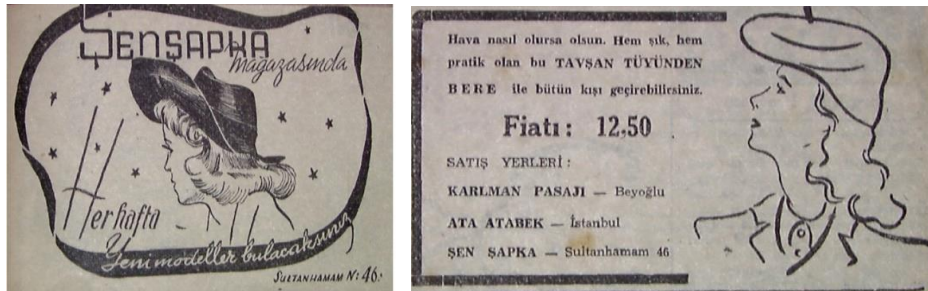 ŞENŞAPKA
mağazasında
Herhafta
Yeni modeller bulacaksınız
SULTANHAMAM Nº: 46.
Hava nasıl olursa olsun. Hem şık, hem
pratik olan bu TAVŞAN TÜYÜNDEN
BERE ile bütün kışı geçirebilirsiniz.
Fiatı : 12,50
SATIŞ YERLERİ :
KARLMAN PASAJI — Beyoğlu
ATA ATABEK — İstanbul
ŞEN ŞAPKA — Sultanhamam 46